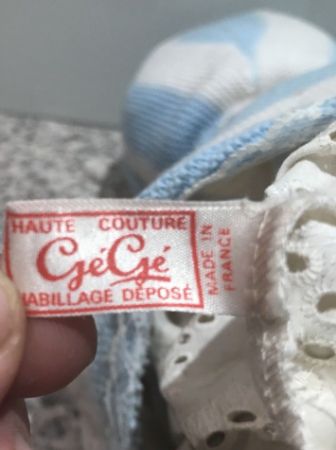 HAUTE COUTURE
GéGé
HABILLAGE DÉPOSÉ
MADE IN
FRANCE